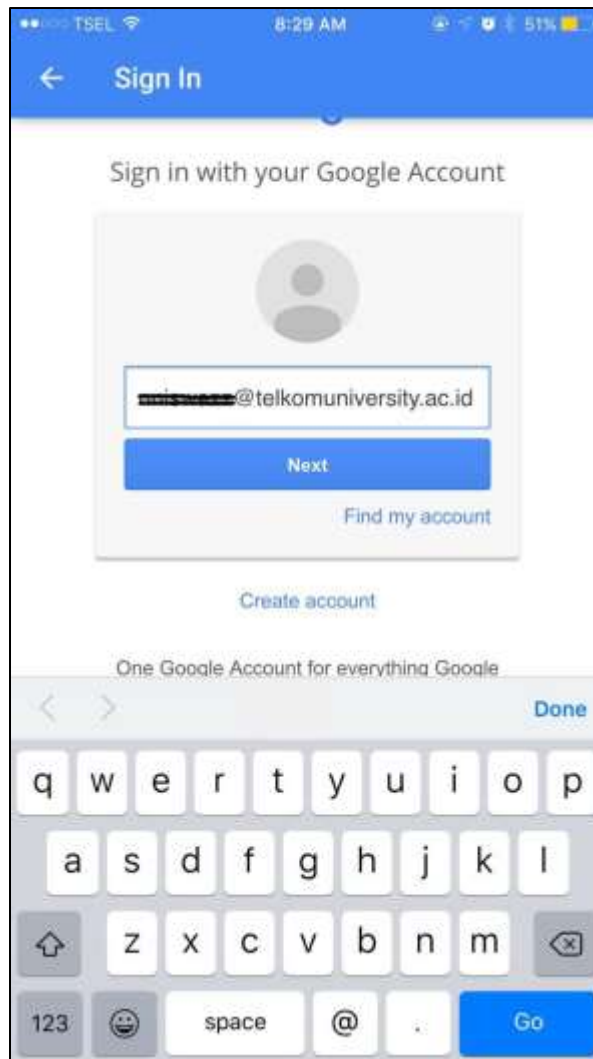 TSEL 8:29 AM 51%
Sign In
Sign in with your Google Account
@telkomuniversity.ac.id
Next
Find my account
Create account
One Google Account for everything Google
Done
q w e r t y u i o p
a s d f g h j k l
z x c v b n m
123 space @ . Go